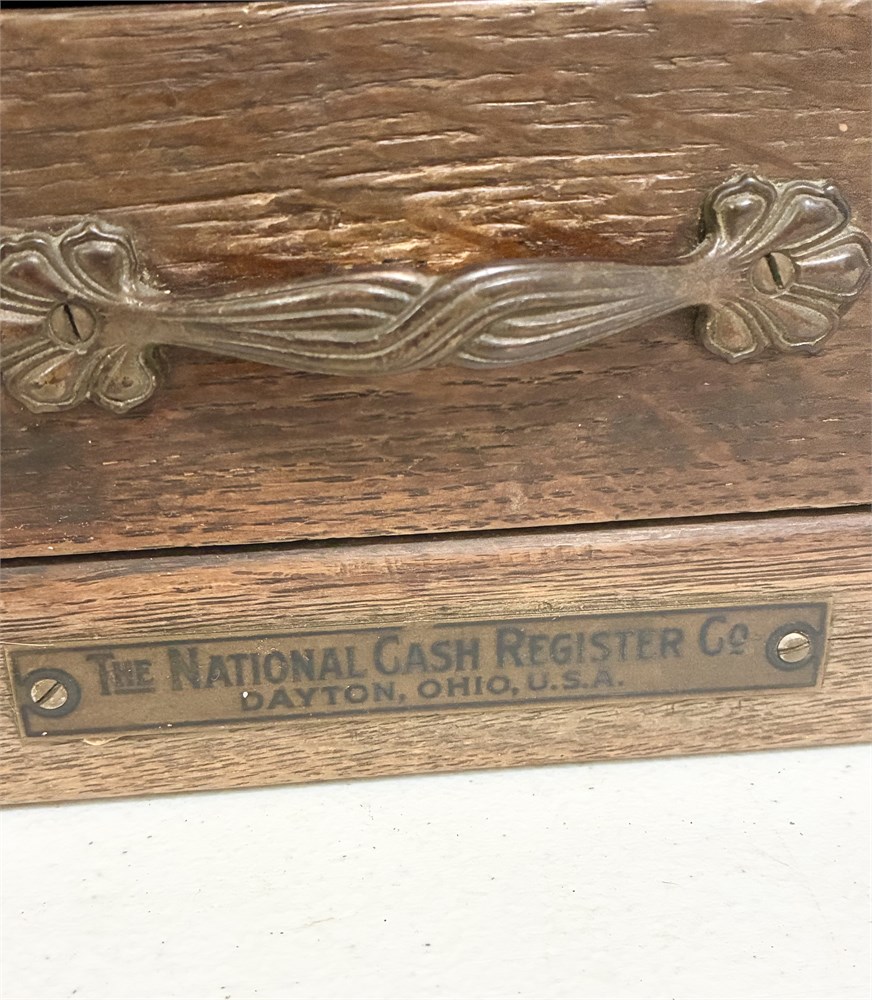 THE NATIONAL CASH REGISTER Cº
DAYTON, OHIO, U.S.A.